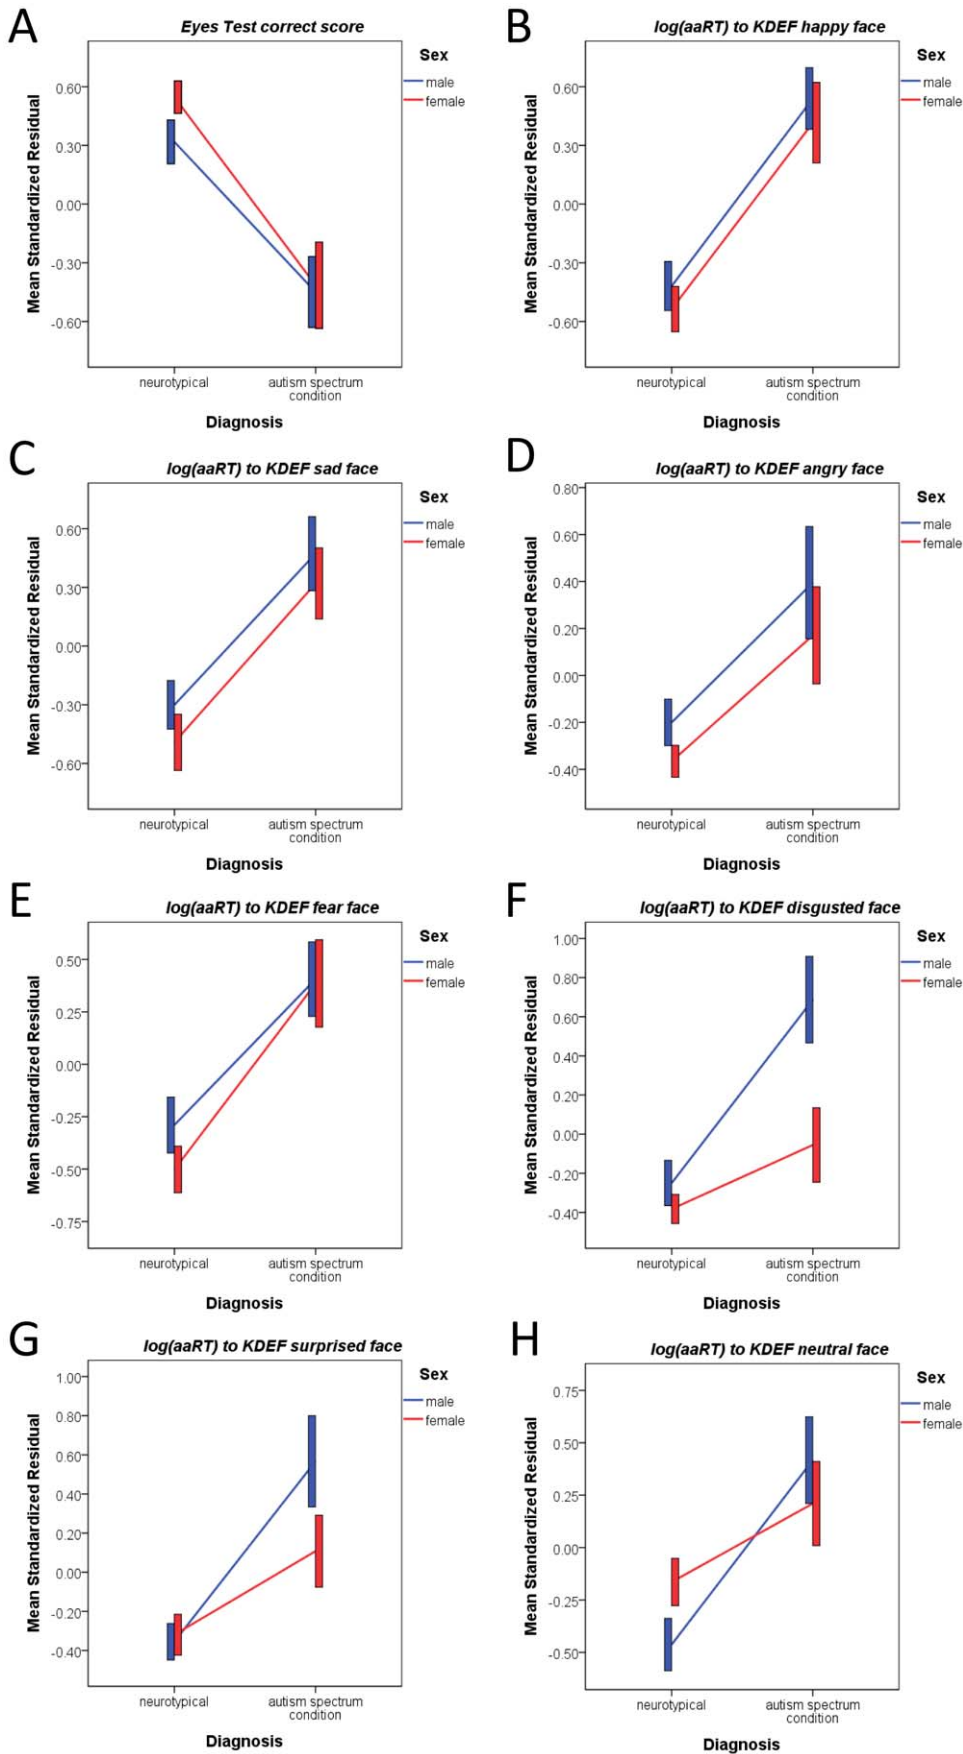 A
Eyes Test correct score
Sex
male
female
Mean Standardized Residual
0.60
0.30
0.00
-0.30
-0.60
neurotypical
autism spectrum
condition
Diagnosis
B
log(aaRT) to KDEF happy face
Sex
male
female
Mean Standardized Residual
0.60
0.30
0.00
-0.30
-0.60
neurotypical
autism spectrum
condition
Diagnosis
C
log(aaRT) to KDEF sad face
Sex
male
female
Mean Standardized Residual
0.60
0.30
0.00
-0.30
-0.60
neurotypical
autism spectrum
condition
Diagnosis
D
log(aaRT) to KDEF angry face
Sex
male
female
Mean Standardized Residual
0.80
0.60
0.40
0.20
0.00
-0.20
-0.40
neurotypical
autism spectrum
condition
Diagnosis
E
log(aaRT) to KDEF fear face
Sex
male
female
Mean Standardized Residual
0.50
0.25
0.00
-0.25
-0.50
-0.75
neurotypical
autism spectrum
condition
Diagnosis
F
log(aaRT) to KDEF disgusted face
Sex
male
female
Mean Standardized Residual
1.00
0.80
0.60
0.40
0.20
0.00
-0.20
-0.40
neurotypical
autism spectrum
condition
Diagnosis
G
log(aaRT) to KDEF surprised face
Sex
male
female
Mean Standardized Residual
1.00
0.80
0.60
0.40
0.20
0.00
-0.20
-0.40
neurotypical
autism spectrum
condition
Diagnosis
H
log(aaRT) to KDEF neutral face
Sex
male
female
Mean Standardized Residual
0.75
0.50
0.25
0.00
-0.25
-0.50
neurotypical
autism spectrum
condition
Diagnosis